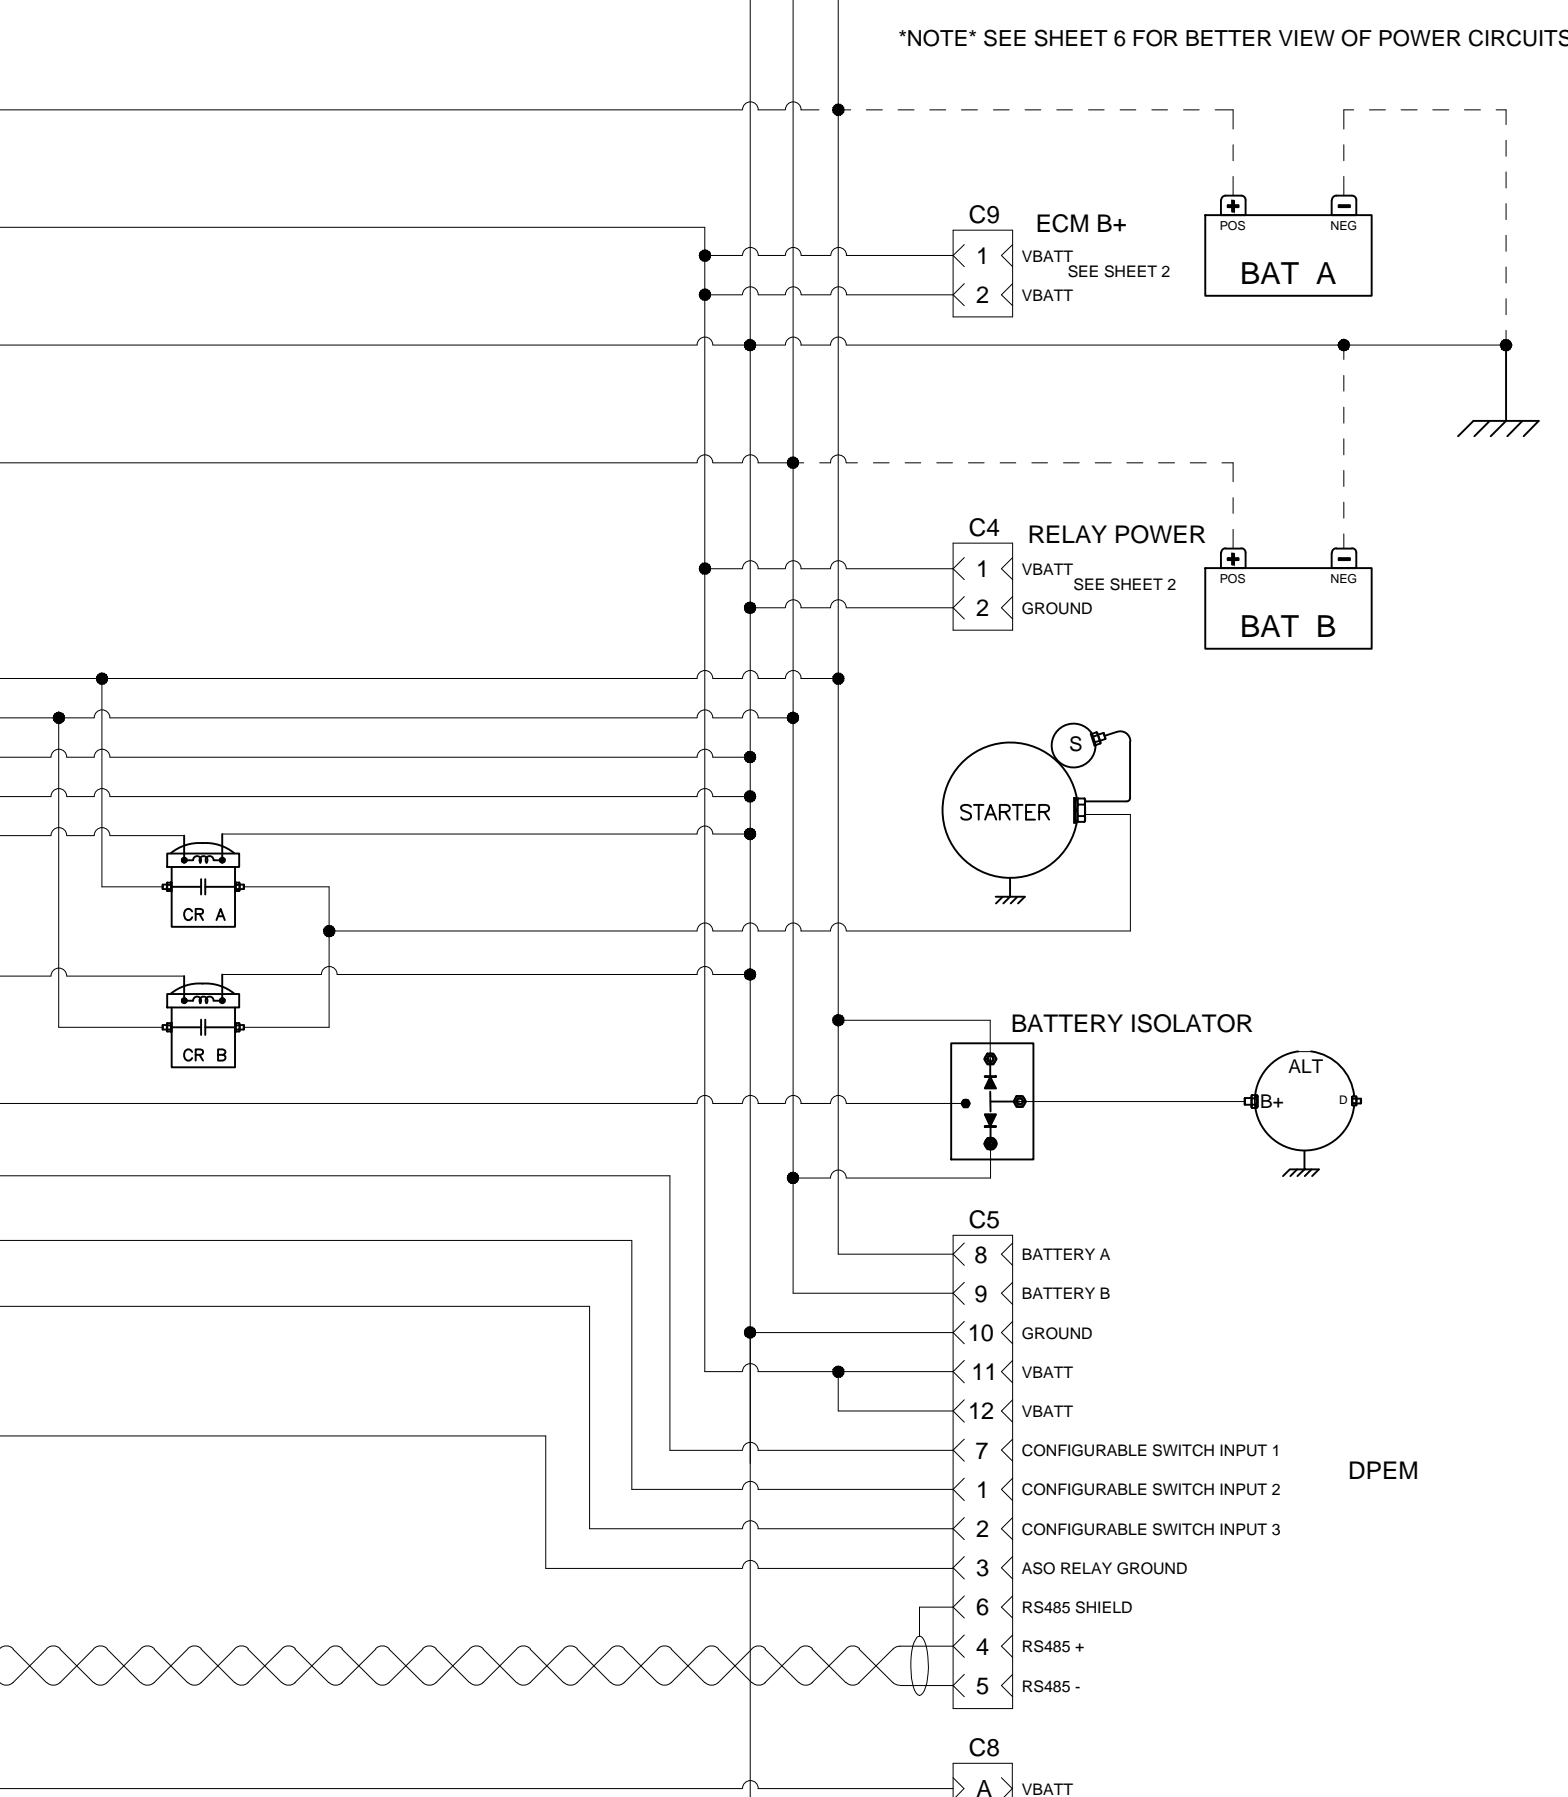 *NOTE* SEE SHEET 6 FOR BETTER VIEW OF POWER CIRCUITS
C9
ECM B+
1 VBATT
SEE SHEET 2
2 VBATT
+
-
POS
NEG
BAT A
C4
RELAY POWER
1 VBATT
SEE SHEET 2
2 GROUND
+
-
POS
NEG
BAT B
S
STARTER
CR A
CR B
BATTERY ISOLATOR
ALT
B+
D
C5
8 BATTERY A
9 BATTERY B
10 GROUND
11 VBATT
12 VBATT
7 CONFIGURABLE SWITCH INPUT 1
1 CONFIGURABLE SWITCH INPUT 2
2 CONFIGURABLE SWITCH INPUT 3
3 ASO RELAY GROUND
6 RS485 SHIELD
4 RS485 +
5 RS485 -
DPEM
C8
A VBATT